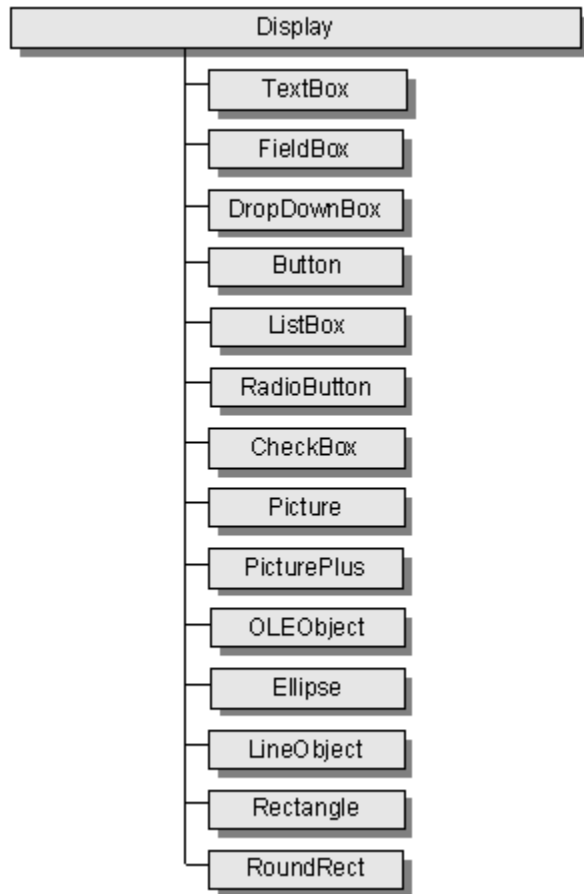 Display
TextBox
FieldBox
DropDownBox
Button
ListBox
RadioButton
CheckBox
Picture
PicturePlus
OLEObject
Ellipse
LineObject
Rectangle
RoundRect